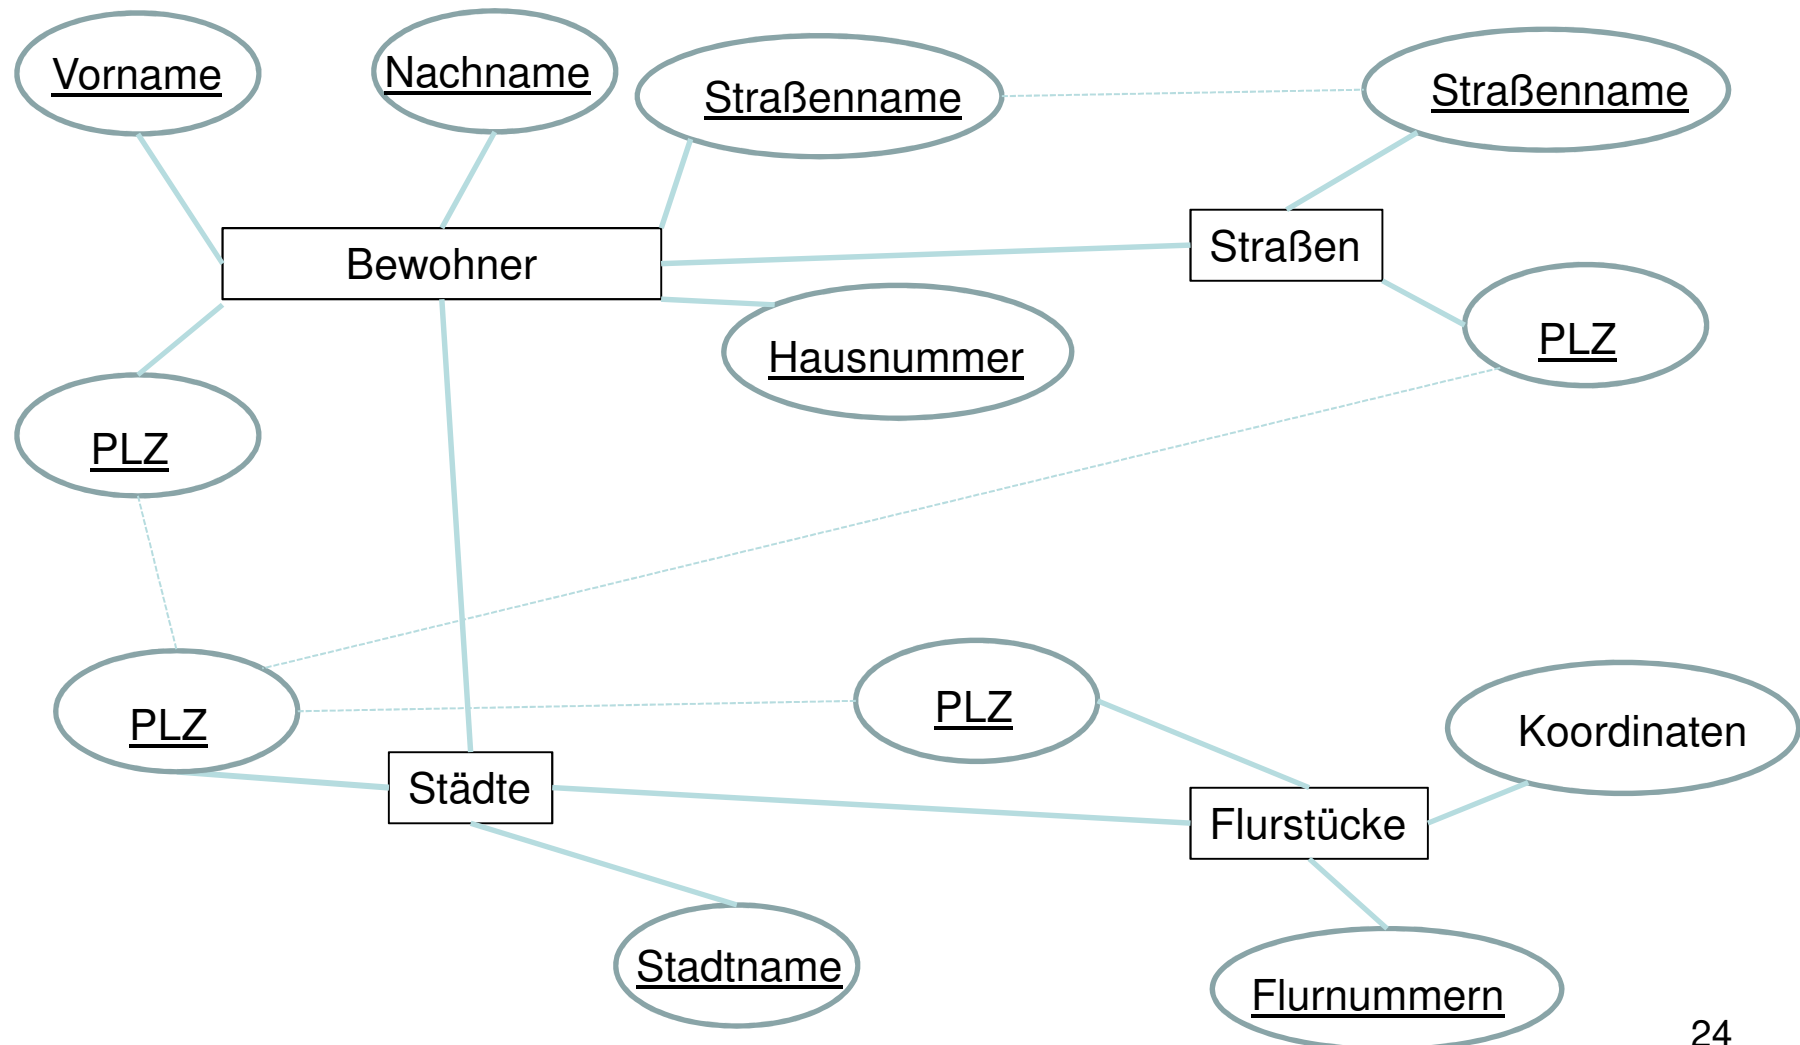 Vorname
Nachname
Straßenname
Straßenname
Bewohner
Straßen
Hausnummer
PLZ
PLZ
PLZ
PLZ
Koordinaten
Städte
Flurstücke
Stadtname
Flurnummern
24